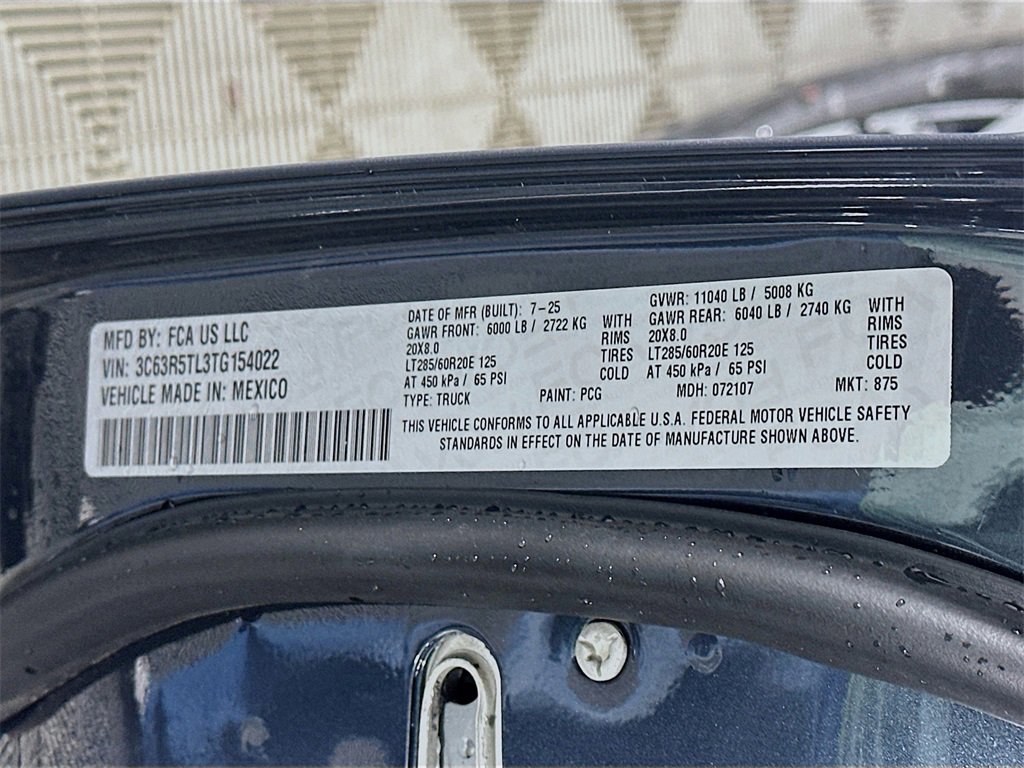 MFD BY: FCA US LLC
VIN: 3C63R5TL3TG154022
VEHICLE MADE IN: MEXICO
DATE OF MFR (BUILT): 7-25
GAWR FRONT: 6000 LB / 2722 KG
20X8.0
LT285/60R20E 125
AT 450 kPa / 65 PSI
WITH
RIMS
TIRES
COLD
TYPE: TRUCK
PAINT: PCG
GVWR: 11040 LB / 5008 KG
GAWR REAR: 6040 LB / 2740 KG
20X8.0
LT285/60R20E 125
AT 450 kPa / 65 PSI
WITH
RIMS
TIRES
COLD
MDH: 072107
MKT: 875
THIS VEHICLE CONFORMS TO ALL APPLICABLE U.S.A. FEDERAL MOTOR VEHICLE SAFETY
STANDARDS IN EFFECT ON THE DATE OF MANUFACTURE SHOWN ABOVE.